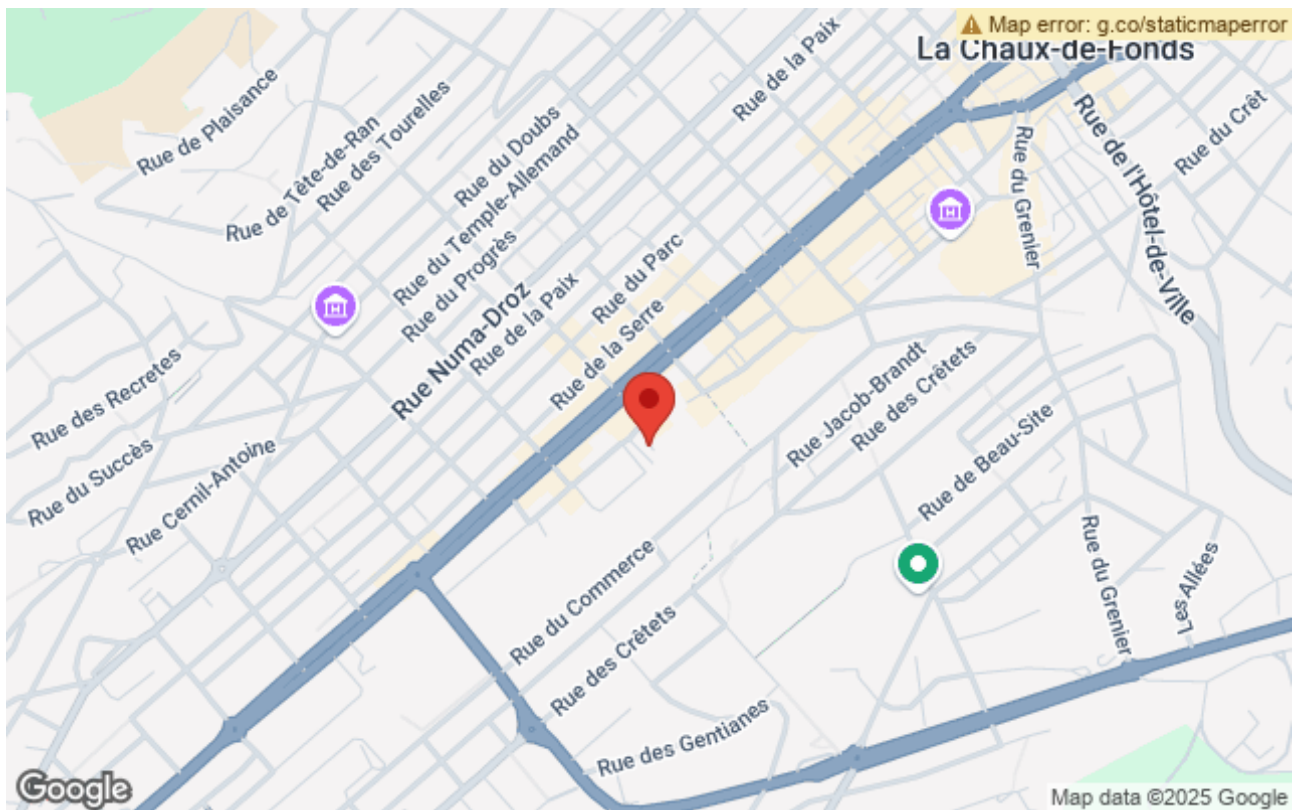 Map error: g.co/staticmaperror
La Chaux-de-Fonds
Rue de la Paix
Rue de Plaisance
Rue du Crêt
Rue de l'Hôtel-de-Ville
Rue du Doubs
Rue des Tourelles
Rue de Tête-de-Ran
Rue du Temple-Allemand
Rue du Grenier
Rue du Progrès
Rue du Parc
Rue de la Paix
Rue Numa-Droz
Rue de la Serre
Rue des Recretes
Rue Jacob-Brandt
Rue des Crêtets
Rue de Beau-Site
Rue du Succès
Rue Cernil-Antoine
Rue du Commerce
Rue du Grenier
Les Allées
Rue des Crêtets
Rue des Gentianes
Google
Map data ©2025 Google